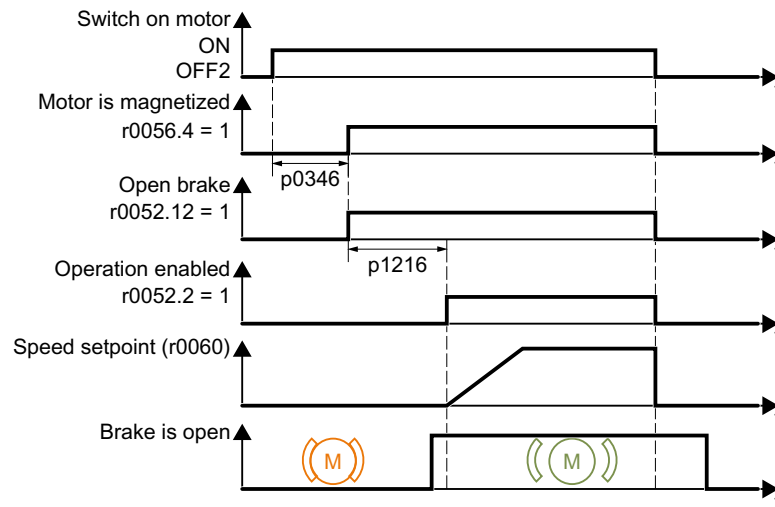 Switch on motor
ON
OFF2
Motor is magnetized
r0056.4 = 1
p0346
Open brake
r0052.12 = 1
p1216
Operation enabled
r0052.2 = 1
Speed setpoint (r0060)
Brake is open
M
M